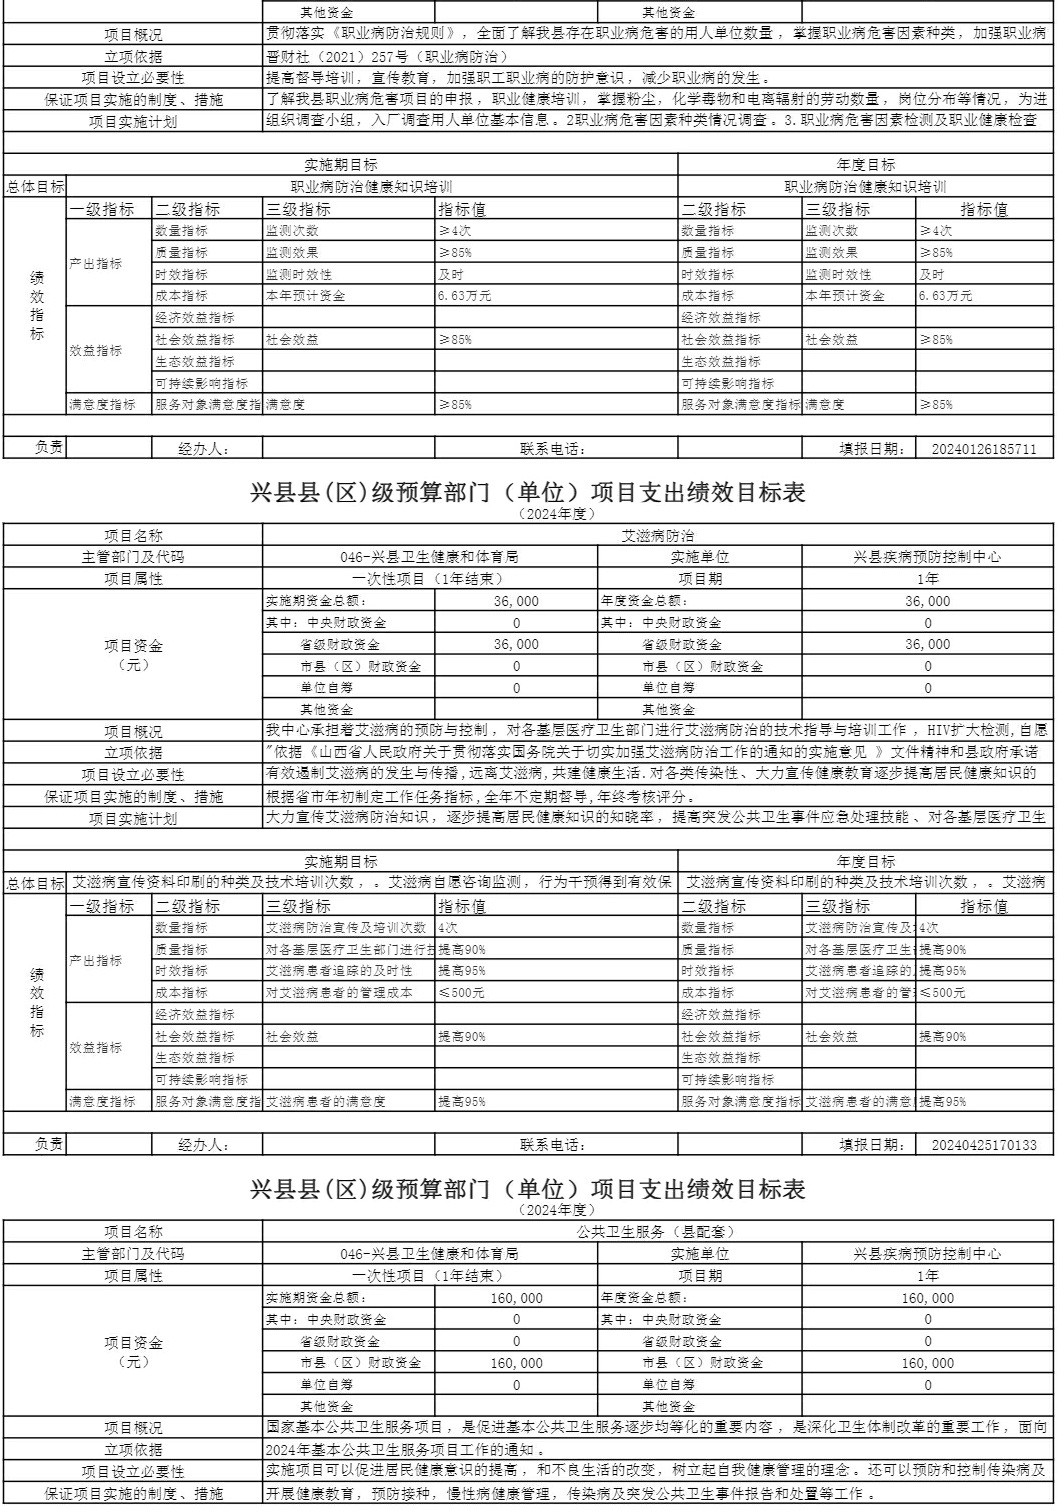 其他资金 其他资金
项目概况 贯彻落实《职业病防治规则》，全面了解我县存在职业病危害的用人单位数量，掌握职业病危害因素种类，加强职业病
立项依据 晋财社（2021）257号（职业病防治）
项目设立必要性 提高督导培训，宣传教育，加强职工职业病的防护意识，减少职业病的发生。
保证项目实施的制度、措施 了解我县职业病危害项目的申报，职业健康培训，掌握粉尘，化学毒物和电离辐射的劳动数量，岗位分布等情况，为进
项目实施计划 组织调查小组，入厂调查用人单位基本信息。2职业病危害因素种类情况调查。3.职业病危害因素检测及职业健康检查
实施期目标 年度目标
总体目标 职业病防治健康知识培训 职业病防治健康知识培训
绩效指标 一级指标 二级指标 三级指标 指标值 二级指标 三级指标 指标值
产出指标 数量指标 监测次数 ≥4次 数量指标 监测次数 ≥4次
质量指标 监测效果 ≥85% 质量指标 监测效果 ≥85%
时效指标 监测时效性 及时 时效指标 监测时效性 及时
成本指标 本年预计资金 6.63万元 成本指标 本年预计资金 6.63万元
效益指标 经济效益指标 经济效益指标
社会效益指标 社会效益 ≥85% 社会效益指标 社会效益 ≥85%
生态效益指标 生态效益指标
可持续影响指标 可持续影响指标
满意度指标 服务对象满意度指 满意度 ≥85% 服务对象满意度指标 满意度 ≥85%
负责 经办人： 联系电话： 填报日期： 20240126185711
兴县县(区)级预算部门（单位）项目支出绩效目标表
（2024年度）
项目名称 艾滋病防治
主管部门及代码 046-兴县卫生健康和体育局 实施单位 兴县疾病预防控制中心
项目属性 一次性项目（1年结束） 项目期 1年
项目资金（元） 实施期资金总额： 36,000 年度资金总额： 36,000
其中：中央财政资金 0 其中：中央财政资金 0
省级财政资金 36,000 省级财政资金 36,000
市县（区）财政资金 0 市县（区）财政资金 0
单位自筹 0 单位自筹 0
其他资金 其他资金
项目概况 我中心承担着艾滋病的预防与控制，对各基层医疗卫生部门进行艾滋病防治的技术指导与培训工作，HIV扩大检测,自愿
立项依据 "依据《山西省人民政府关于贯彻落实国务院关于切实加强艾滋病防治工作的通知的实施意见 》文件精神和县政府承诺
项目设立必要性 有效遏制艾滋病的发生与传播,远离艾滋病,共建健康生活.对各类传染性、大力宣传健康教育逐步提高居民健康知识的
保证项目实施的制度、措施 根据省市年初制定工作任务指标,全年不定期督导,年终考核评分。
项目实施计划 大力宣传艾滋病防治知识，逐步提高居民健康知识的知晓率，提高突发公共卫生事件应急处理技能、对各基层医疗卫生
实施期目标 年度目标
总体目标 艾滋病宣传资料印刷的种类及技术培训次数，。艾滋病自愿咨询监测，行为干预得到有效保 艾滋病宣传资料印刷的种类及技术培训次数，。艾滋病
绩效指标 一级指标 二级指标 三级指标 指标值 二级指标 三级指标 指标值
产出指标 数量指标 艾滋病防治宣传及培训次数 4次 数量指标 艾滋病防治宣传及 4次
质量指标 对各基层医疗卫生部门进行 提高90% 质量指标 对各基层医疗卫生 提高90%
时效指标 艾滋病患者追踪的及时性 提高95% 时效指标 艾滋病患者追踪的 提高95%
成本指标 对艾滋病患者的管理成本 ≤500元 成本指标 对艾滋病患者的管 ≤500元
效益指标 经济效益指标 经济效益指标
社会效益指标 社会效益 提高90% 社会效益指标 社会效益 提高90%
生态效益指标 生态效益指标
可持续影响指标 可持续影响指标
满意度指标 服务对象满意度指 艾滋病患者的满意度 提高95% 服务对象满意度指标 艾滋病患者的满意 提高95%
负责 经办人： 联系电话： 填报日期： 20240425170133
兴县县(区)级预算部门（单位）项目支出绩效目标表
（2024年度）
项目名称 公共卫生服务（县配套）
主管部门及代码 046-兴县卫生健康和体育局 实施单位 兴县疾病预防控制中心
项目属性 一次性项目（1年结束） 项目期 1年
项目资金（元） 实施期资金总额： 160,000 年度资金总额： 160,000
其中：中央财政资金 0 其中：中央财政资金 0
省级财政资金 0 省级财政资金 0
市县（区）财政资金 160,000 市县（区）财政资金 160,000
单位自筹 0 单位自筹 0
其他资金 其他资金
项目概况 国家基本公共卫生服务项目，是促进基本公共卫生服务逐步均等化的重要内容，是深化卫生体制改革的重要工作，面向
立项依据 2024年基本公共卫生服务项目工作的通知。
项目设立必要性 实施项目可以促进居民健康意识的提高，和不良生活的改变，树立起自我健康管理的理念。还可以预防和控制传染病及
保证项目实施的制度、措施 开展健康教育，预防接种，慢性病健康管理，传染病及突发公共卫生事件报告和处置等工作。